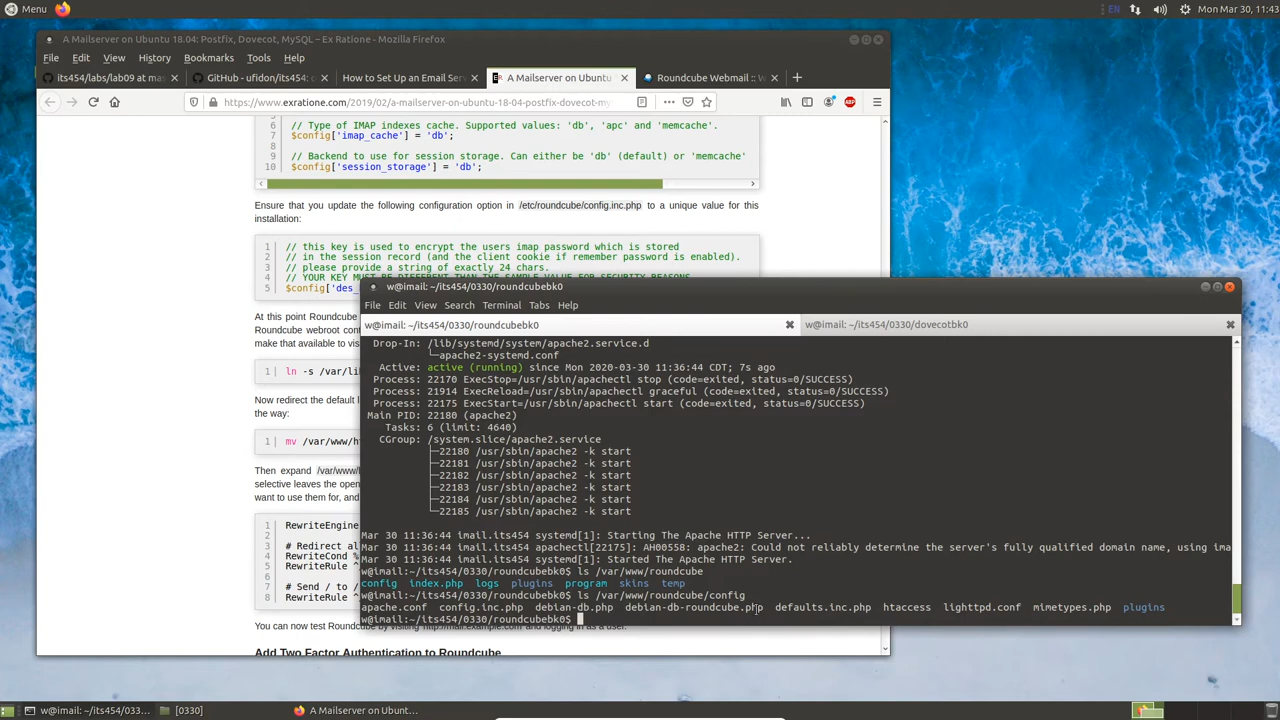 Menu
EN
Mon Mar 30, 11:43
A Mailserver on Ubuntu 18.04: Postfix, Dovecot, MySQL – Ex Ratione - Mozilla Firefox
File Edit View History Bookmarks Tools Help
its454/labs/lab09 at mas
GitHub - ufidon/its454: c
How to Set Up an Email Serv
A Mailserver on Ubuntu
Roundcube Webmail :: W
https://www.exratione.com/2019/02/a-mailserver-on-ubuntu-18-04-postfix-dovecot-my
ABP
6 // Type of IMAP indexes cache. Supported values: 'db', 'apc' and 'memcache'.
7 $config['imap_cache'] = 'db';
8
9 // Backend to use for session storage. Can either be 'db' (default) or 'memcache'
10 $config['session_storage'] = 'db';
Ensure that you update the following configuration option in /etc/roundcube/config.inc.php to a unique value for this
installation:
1 // this key is used to encrypt the users imap password which is stored
2 // in the session record (and the client cookie if remember password is enabled).
3 // please provide a string of exactly 24 chars.
4 // YOUR KEY MUST BE DIFFERENT THAN THE SAMPLE VALUE FOR SECURITY REASONS
5 $config['des_
At this point Roundcube
Roundcube webroot con
make that available to vis
1 ln -s /var/lib
Now redirect the default l
the way:
1 mv /var/www/h
Then expand /var/www/
selective leaves the open
want to use them for, and
1 RewriteEngine
2
3 # Redirect al
4 RewriteCond %
5 RewriteRule ^
6
7 # Send / to /
8 RewriteRule ^
You can now test Roundcube by visiting http://mail.example.com and logging in as a user.
Add Two Factor Authentication to Roundcube
w@imail: ~/its454/0330/roundcubebk0
File Edit View Search Terminal Tabs Help
w@imail: ~/its454/0330/roundcubebk0
w@imail: ~/its454/0330/dovecotbk0
Drop-In: /lib/systemd/system/apache2.service.d
└─apache2-systemd.conf
Active: active (running) since Mon 2020-03-30 11:36:44 CDT; 7s ago
Process: 22170 ExecStop=/usr/sbin/apachectl stop (code=exited, status=0/SUCCESS)
Process: 21914 ExecReload=/usr/sbin/apachectl graceful (code=exited, status=0/SUCCESS)
Process: 22175 ExecStart=/usr/sbin/apachectl start (code=exited, status=0/SUCCESS)
Main PID: 22180 (apache2)
Tasks: 6 (limit: 4640)
CGroup: /system.slice/apache2.service
├─22180 /usr/sbin/apache2 -k start
├─22181 /usr/sbin/apache2 -k start
├─22182 /usr/sbin/apache2 -k start
├─22183 /usr/sbin/apache2 -k start
├─22184 /usr/sbin/apache2 -k start
└─22185 /usr/sbin/apache2 -k start
Mar 30 11:36:44 imail.its454 systemd[1]: Starting The Apache HTTP Server...
Mar 30 11:36:44 imail.its454 apachectl[22175]: AH00558: apache2: Could not reliably determine the server's fully qualified domain name, using ima
Mar 30 11:36:44 imail.its454 systemd[1]: Started The Apache HTTP Server.
w@imail:~/its454/0330/roundcubebk0$ ls /var/www/roundcube
config index.php logs plugins program skins temp
w@imail:~/its454/0330/roundcubebk0$ ls /var/www/roundcube/config
apache.conf config.inc.php debian-db.php debian-db-roundcube.php defaults.inc.php htaccess lighttpd.conf mimetypes.php plugins
w@imail:~/its454/0330/roundcubebk0$
w@imail: ~/its454/033...
[0330]
A Mailserver on Ubunt...